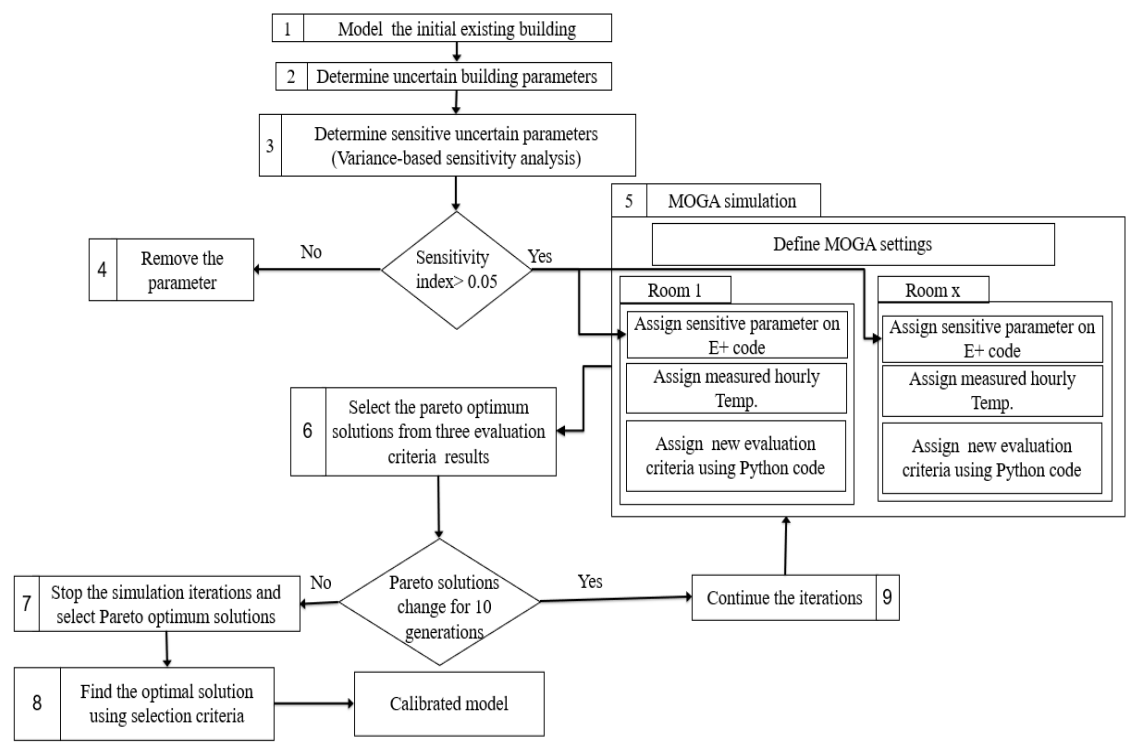 1 Model the initial existing building
2 Determine uncertain building parameters
3 Determine sensitive uncertain parameters
(Variance-based sensitivity analysis)
5 MOGA simulation
Define MOGA settings
4 Remove the
parameter
No
Sensitivity
index> 0.05
Yes
Room 1
Assign sensitive parameter on
E+ code
Assign measured hourly
Temp.
Assign new evaluation
criteria using Python code
Room x
Assign sensitive parameter on
E+ code
Assign measured hourly
Temp.
Assign new evaluation
criteria using Python code
6 Select the pareto optimum
solutions from three evaluation
criteria results
Pareto solutions
change for 10
generations
No
Yes
7 Stop the simulation iterations and
select Pareto optimum solutions
Continue the iterations 9
8 Find the optimal solution
using selection criteria
Calibrated model